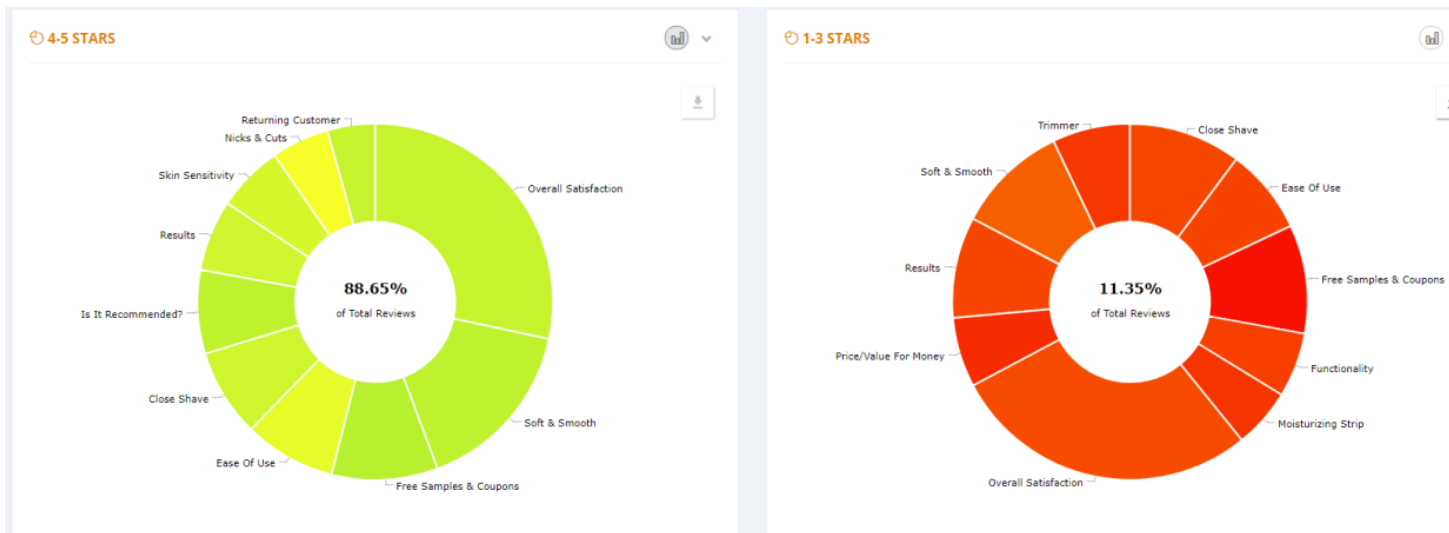 4-5 STARS
Returning Customer
Nicks & Cuts
Skin Sensitivity
Overall Satisfaction
Results
88.65%
of Total Reviews
Is It Recommended?
Close Shave
Soft & Smooth
Ease Of Use
Free Samples & Coupons
1-3 STARS
Trimmer
Close Shave
Soft & Smooth
Ease Of Use
Results
Free Samples & Coupons
11.35%
of Total Reviews
Price/Value For Money
Functionality
Moisturizing Strip
Overall Satisfaction